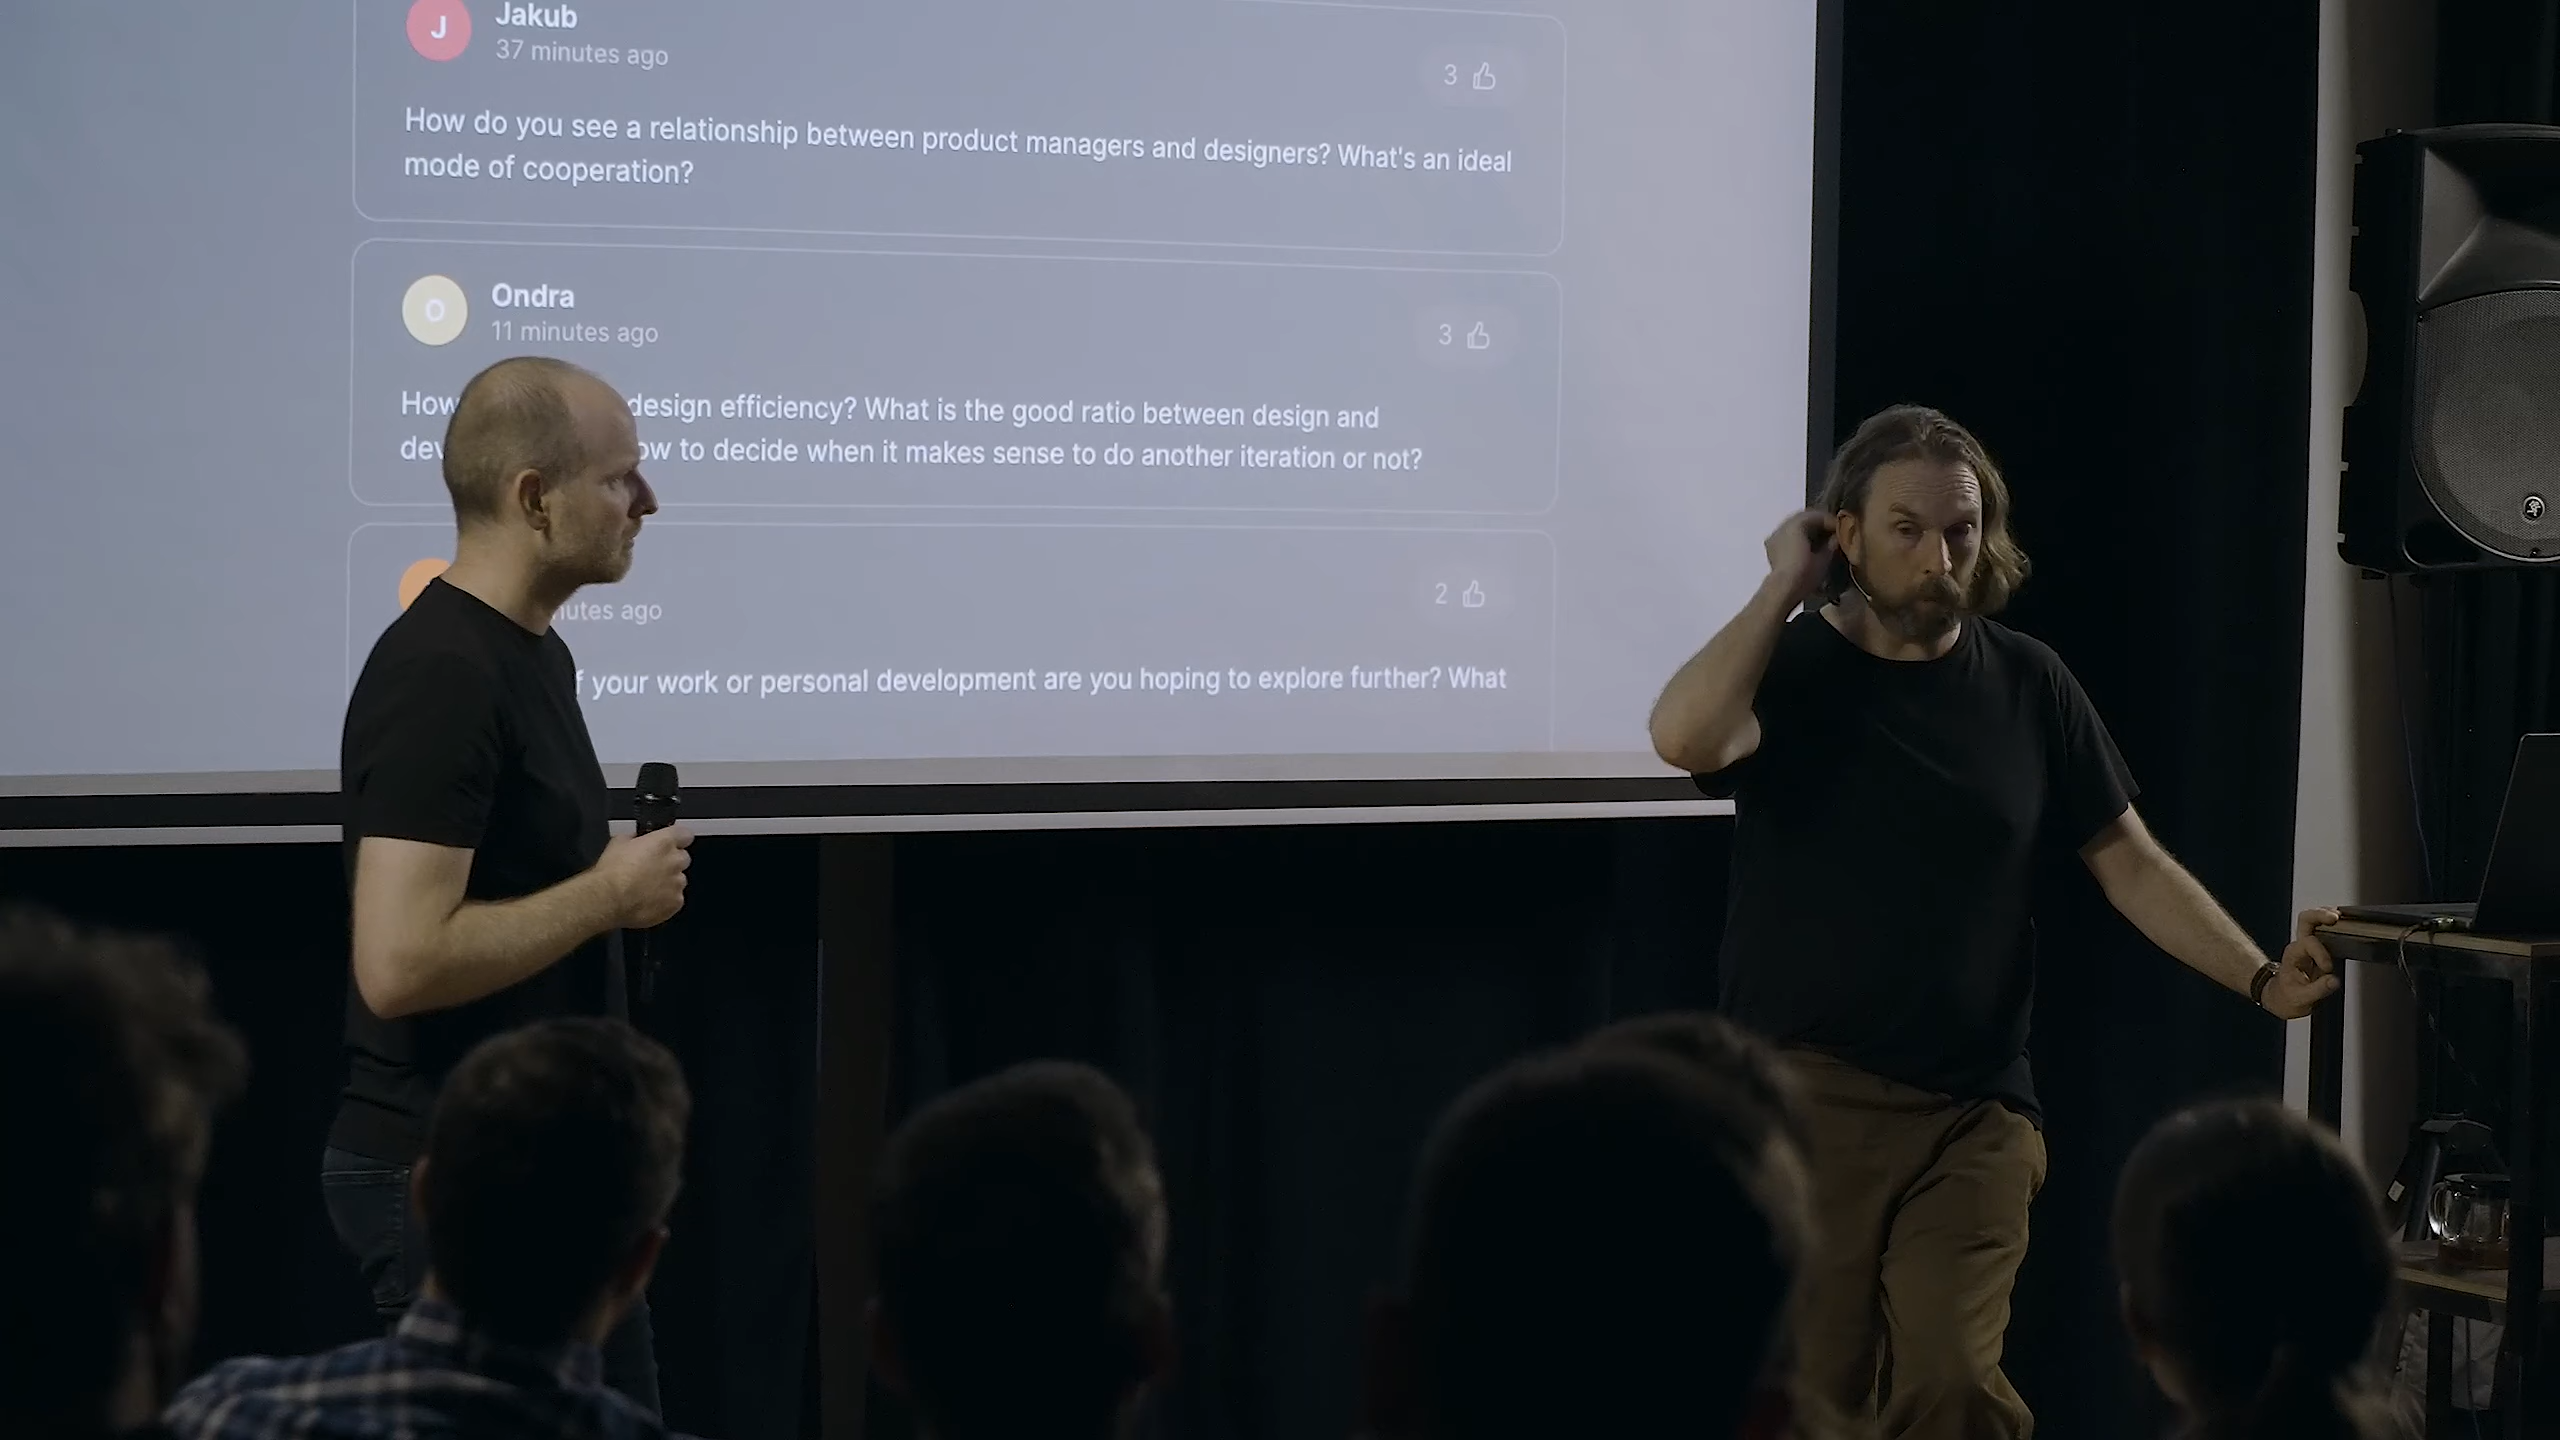 J
Jakub
37 minutes ago
3
How do you see a relationship between product managers and designers? What's an ideal
mode of cooperation?
O
Ondra
11 minutes ago
3
How design efficiency? What is the good ratio between design and
to decide when it makes sense to do another iteration or not?
ago
2
your work or personal development are you hoping to explore further? What